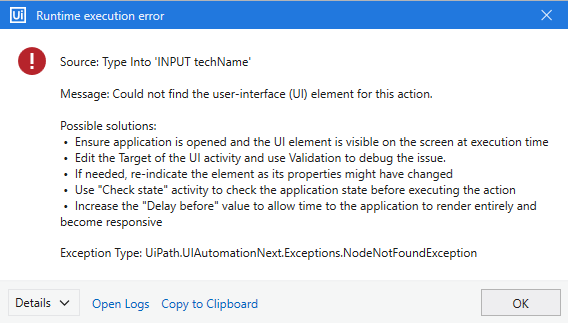 Ui Runtime execution error
Source: Type Into 'INPUT techName'
Message: Could not find the user-interface (UI) element for this action.
Possible solutions:
• Ensure application is opened and the UI element is visible on the screen at execution time
• Edit the Target of the UI activity and use Validation to debug the issue.
• If needed, re-indicate the element as its properties might have changed
• Use "Check state" activity to check the application state before executing the action
• Increase the "Delay before" value to allow time to the application to render entirely and
become responsive
Exception Type: UiPath.UIAutomationNext.Exceptions.NodeNotFoundException
Details Open Logs Copy to Clipboard OK